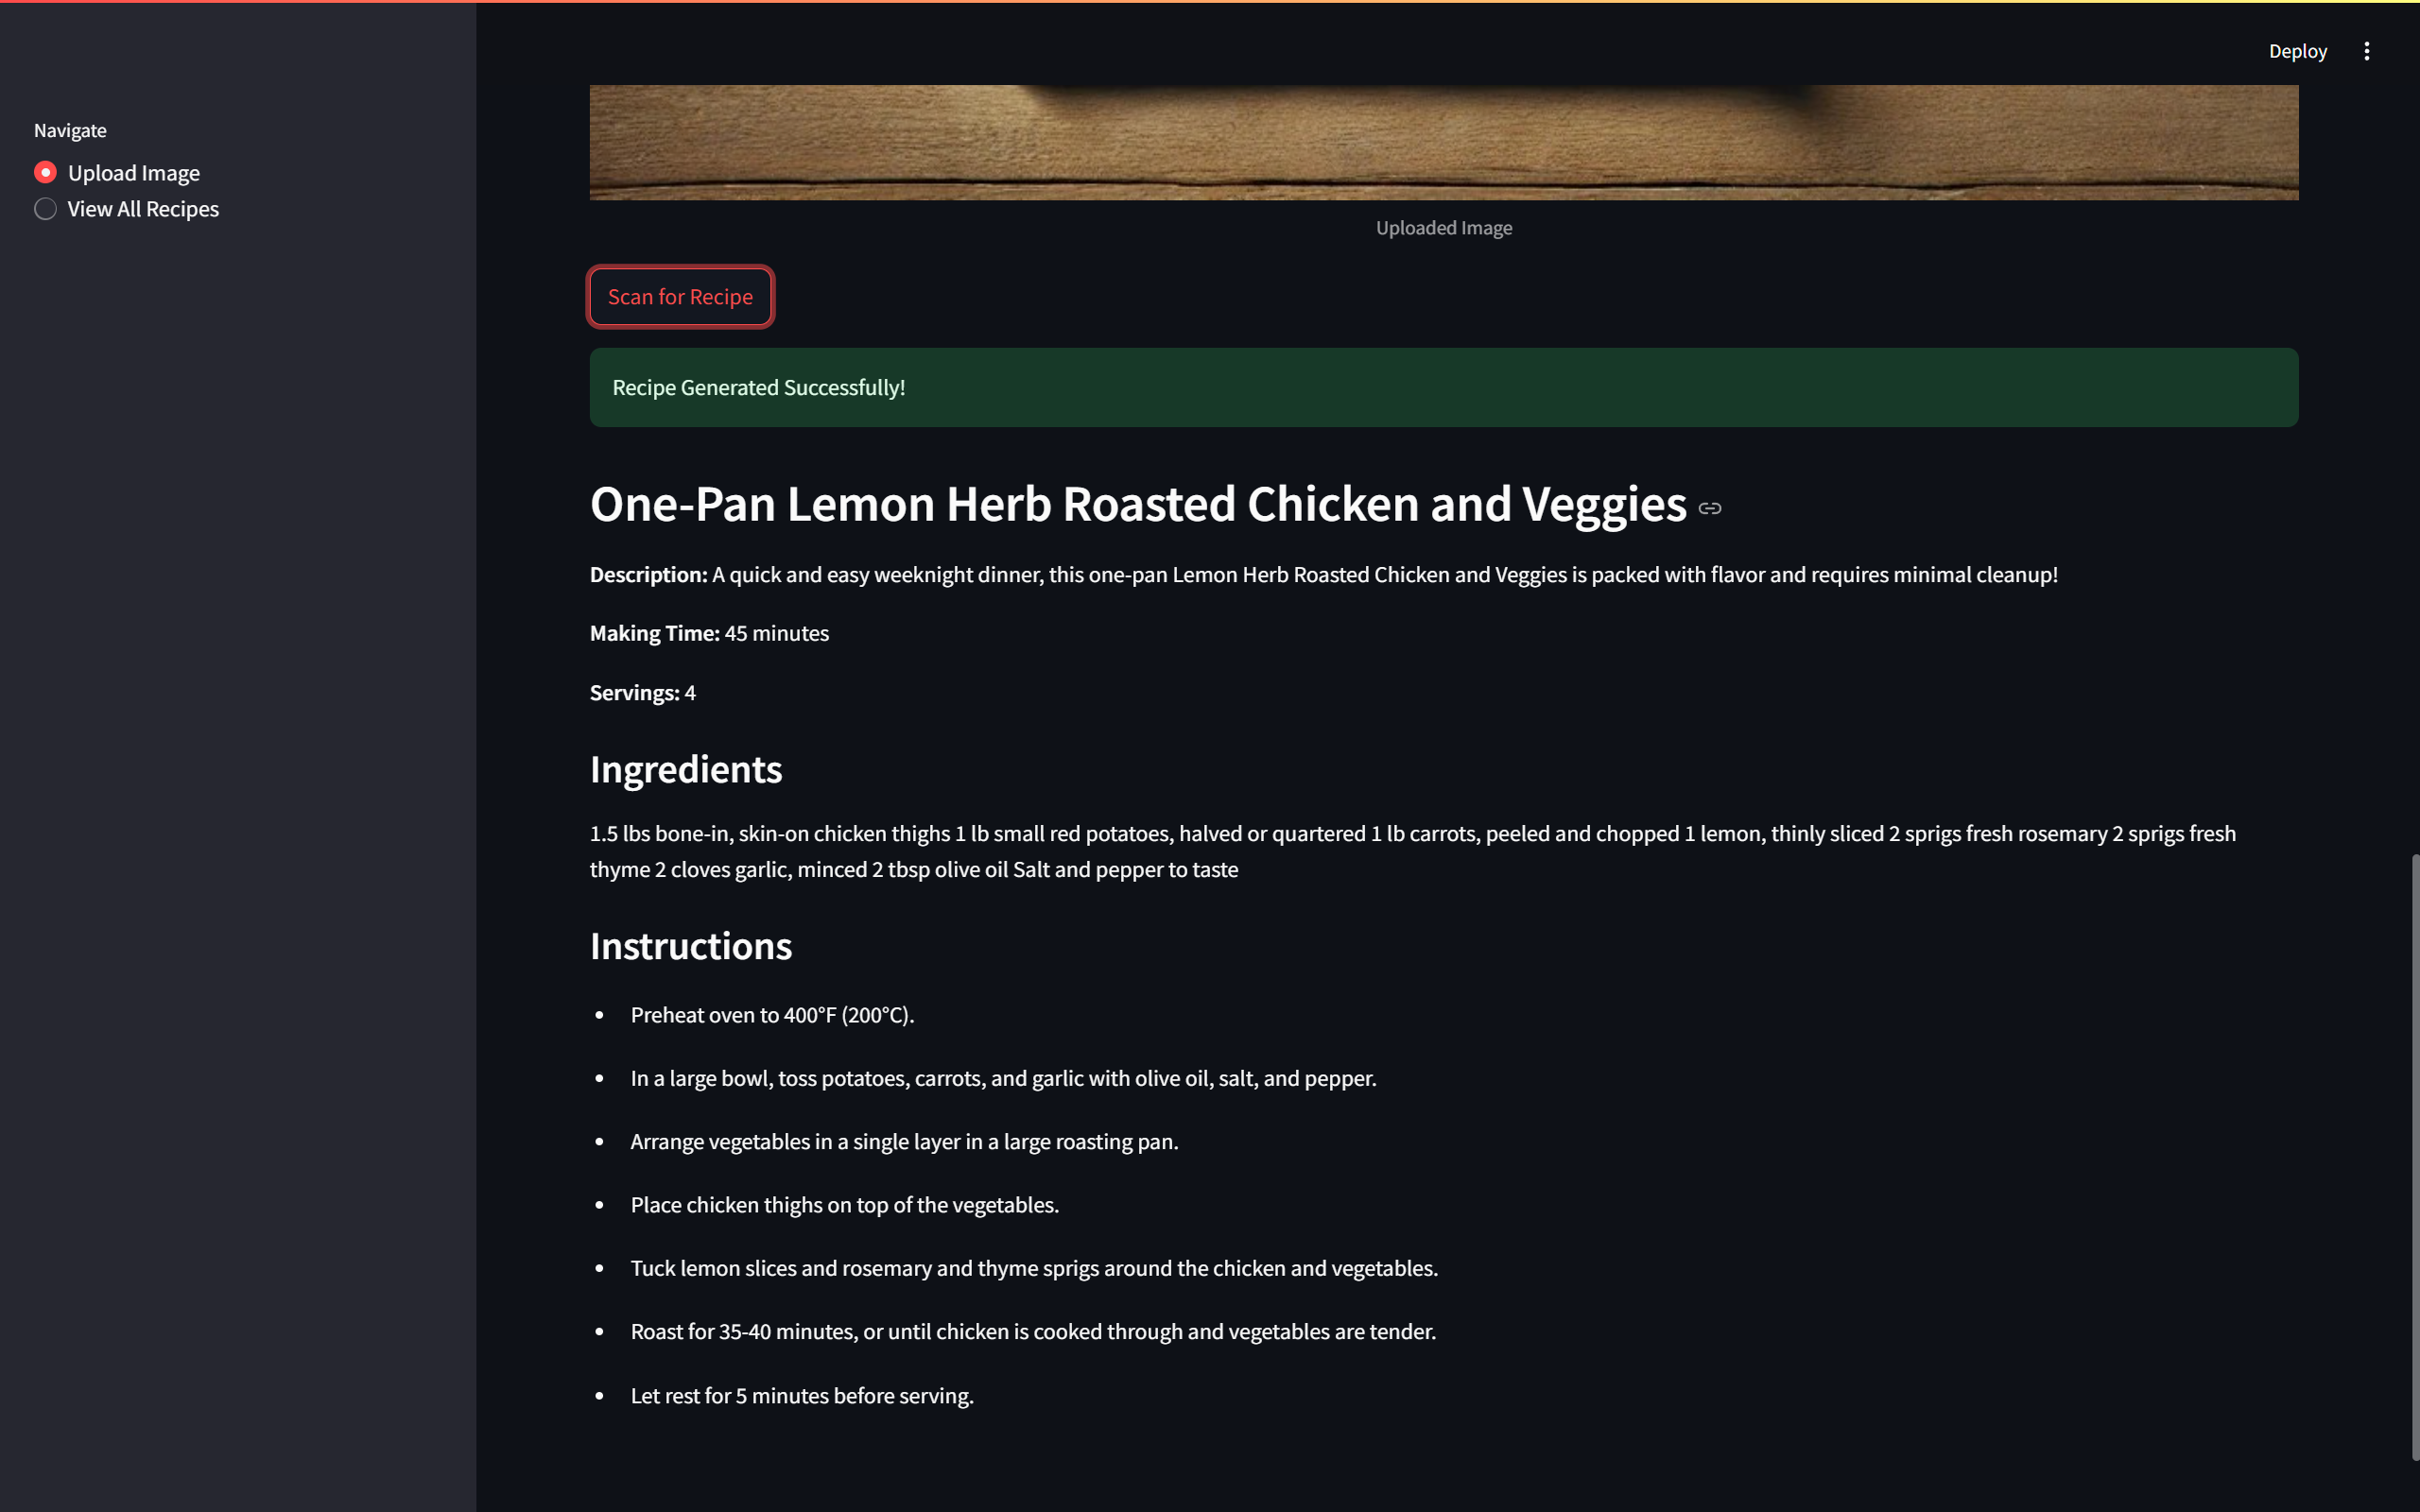 Deploy
Navigate
Upload Image
View All Recipes
Uploaded Image
Scan for Recipe
Recipe Generated Successfully!
One-Pan Lemon Herb Roasted Chicken and Veggies
Description: A quick and easy weeknight dinner, this one-pan Lemon Herb Roasted Chicken and Veggies is packed with flavor and requires minimal cleanup!
Making Time: 45 minutes
Servings: 4
Ingredients
1.5 lbs bone-in, skin-on chicken thighs 1 lb small red potatoes, halved or quartered 1 lb carrots, peeled and chopped 1 lemon, thinly sliced 2 sprigs fresh rosemary 2 sprigs fresh
thyme 2 cloves garlic, minced 2 tbsp olive oil Salt and pepper to taste
Instructions
• Preheat oven to 400°F (200°C).
• In a large bowl, toss potatoes, carrots, and garlic with olive oil, salt, and pepper.
• Arrange vegetables in a single layer in a large roasting pan.
• Place chicken thighs on top of the vegetables.
• Tuck lemon slices and rosemary and thyme sprigs around the chicken and vegetables.
• Roast for 35-40 minutes, or until chicken is cooked through and vegetables are tender.
• Let rest for 5 minutes before serving.